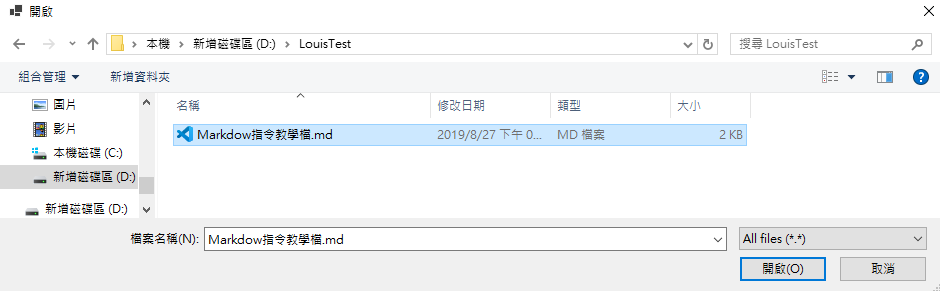 開啟
本機 新增磁碟區 (D:) LouisTest
搜尋 LouisTest
組合管理 新增資料夾
名稱 修改日期 類型 大小
圖片
影片
本機磁碟 (C:)
新增磁碟區 (D:)
新增磁碟區 (D:)
Markdow指令教學檔.md 2019/8/27 下午 0... MD 檔案 2 KB
檔案名稱(N): Markdow指令教學檔.md All files (*.*)
開啟(O) 取消